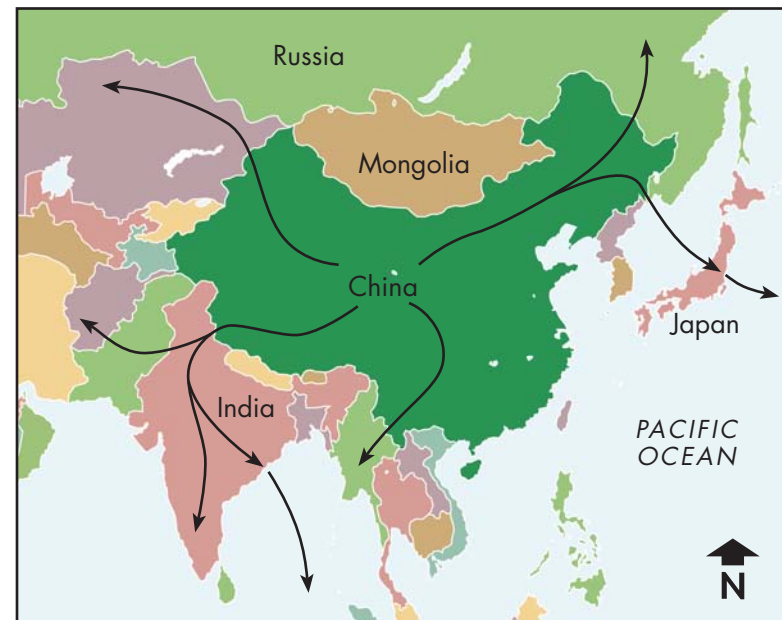 Russia
Mongolia
China
Japan
India
PACIFIC
OCEAN
N